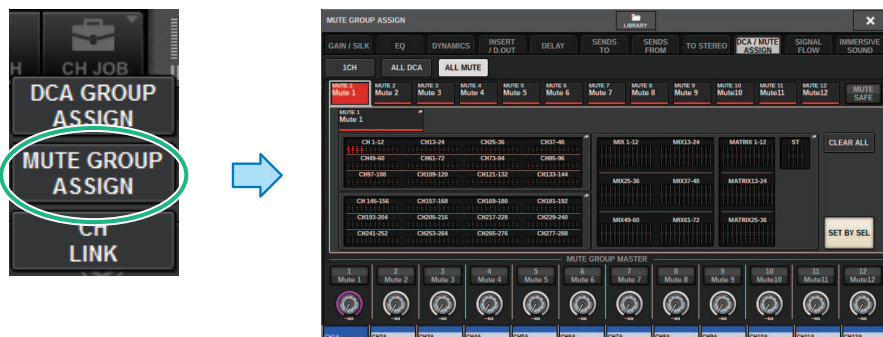 H
CH JOB
DCA GROUP
ASSIGN
MUTE GROUP
ASSIGN
CH
LINK
MUTE GROUP ASSIGN
LIBRARY
GAIN / SILK EQ DYNAMICS INSERT / D.OUT DELAY SENDS TO SENDS FROM TO STEREO DCA / MUTE ASSIGN SIGNAL FLOW IMMERSIVE SOUND
1CH ALL DCA ALL MUTE
MUTE 1 MUTE 2 MUTE 3 MUTE 4 MUTE 5 MUTE 6 MUTE 7 MUTE 8 MUTE 9 MUTE 10 MUTE 11 MUTE 12
Mute 1 Mute 2 Mute 3 Mute 4 Mute 5 Mute 6 Mute 7 Mute 8 Mute 9 Mute10 Mute11 Mute12 MUTE SAFE
MUTE 1
Mute 1
CH 1-12 CH13-24 CH25-36 CH37-48 MIX 1-12 MIX13-24 MATRIX 1-12 ST CLEAR ALL
CH49-60 CH61-72 CH73-84 CH85-96
CH97-108 CH109-120 CH121-132 CH133-144 MIX25-36 MIX37-48 MATRIX13-24
CH 145-156 CH157-168 CH169-180 CH181-192
CH193-204 CH205-216 CH217-228 CH229-240 MIX49-60 MIX61-72 MATRIX25-36
CH241-252 CH253-264 CH265-276 CH277-288 SET BY SEL
MUTE GROUP MASTER
1 2 3 4 5 6 7 8 9 10 11 12
Mute 1 Mute 2 Mute 3 Mute 4 Mute 5 Mute 6 Mute 7 Mute 8 Mute 9 Mute10 Mute11 Mute12
-∞ -∞ -∞ -∞ -∞ -∞ -∞ -∞ -∞ -∞ -∞ -∞